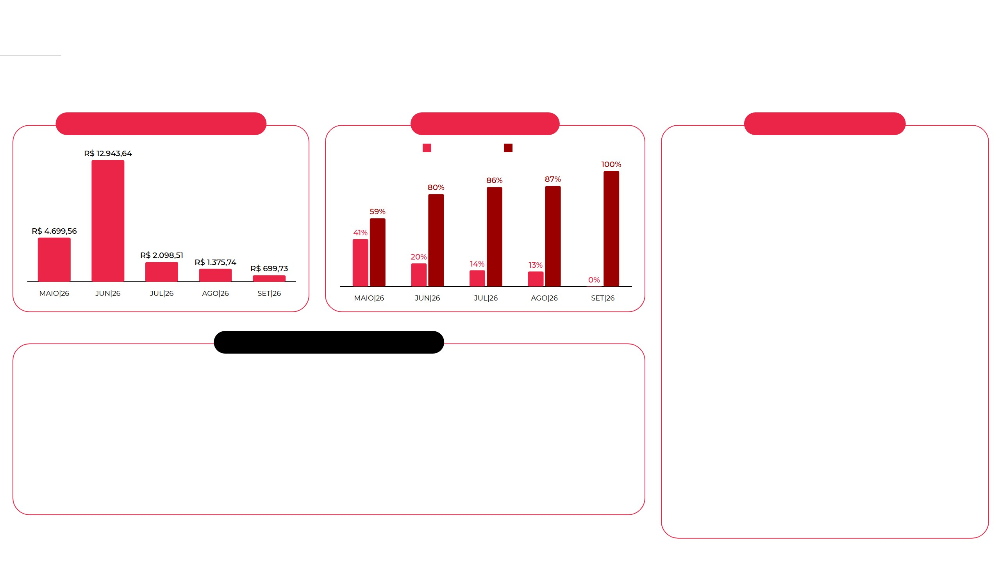 R$ 4.699,56
R$ 12.943,64
R$ 2.098,51
R$ 1.375,74
R$ 699,73
MAIO|26 JUN|26 JUL|26 AGO|26 SET|26
41% 59%
20% 80%
14% 86%
13% 87%
0% 100%
MAIO|26 JUN|26 JUL|26 AGO|26 SET|26